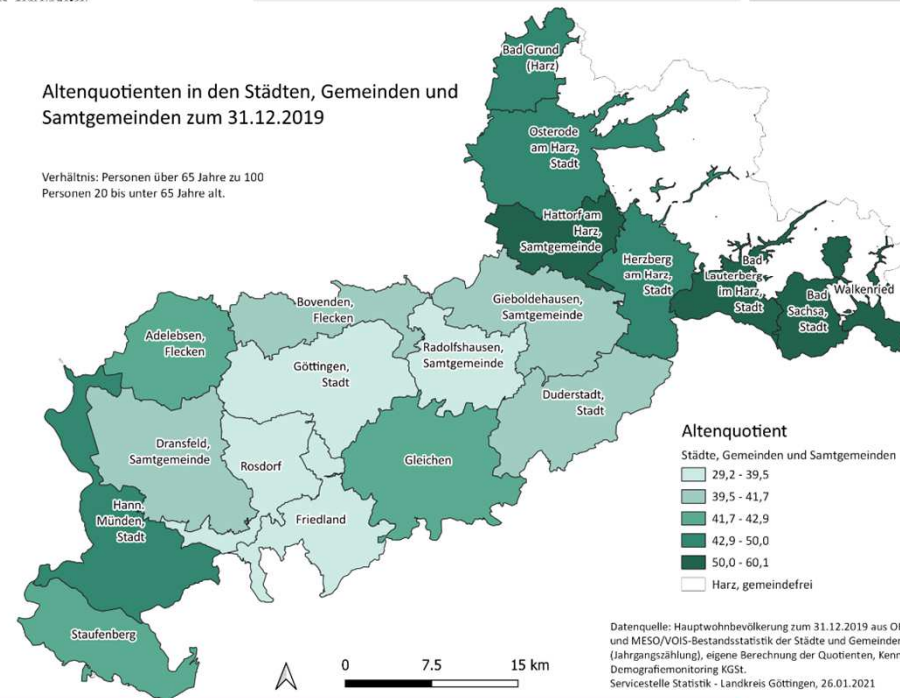 Altenquotienten in den Städten, Gemeinden und
Samtgemeinden zum 31.12.2019
Verhältnis: Personen über 65 Jahre zu 100
Personen 20 bis unter 65 Jahre alt.
Bad Grund
(Harz)
Osterode
am Harz,
Stadt
Hattorf am
Harz,
Samtgemeinde
Herzberg
am Harz,
Stadt
Bad
Lauterberg
im Harz,
Stadt
Bad
Sachsa,
Stadt
Walkenried
Bovenden,
Flecken
Gieboldehausen,
Samtgemeinde
Adelebsen,
Flecken
Göttingen,
Stadt
Radolfshausen,
Samtgemeinde
Duderstadt,
Stadt
Dransfeld,
Samtgemeinde
Rosdorf
Gleichen
Hann.
Münden,
Stadt
Friedland
Staufenberg
Altenquotient
Städte, Gemeinden und Samtgemeinden
29,2 - 39,5
39,5 - 41,7
41,7 - 42,9
42,9 - 50,0
50,0 - 60,1
Harz, gemeindefrei
0 7.5 15 km
Datenquelle: Hauptwohnbevölkerung zum 31.12.2019 aus
und MESO/VOIS-Bestandsstatistik der Städte und Gemeinden
(Jahrgangszählung), eigene Berechnung der Quotienten,
Demografiemonitoring KGSt.
Servicestelle Statistik - Landkreis Göttingen, 26.01.2021